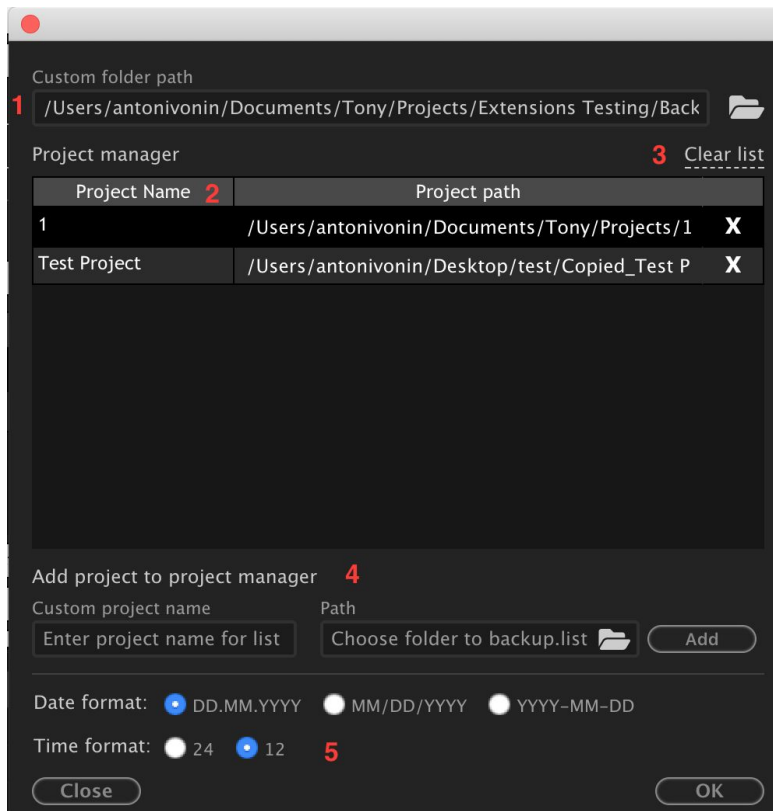 Custom folder path
1 /Users/antonivonin/Documents/Tony/Projects/Extensions Testing/Back
Project manager 3 Clear list
Project Name 2 Project path
1 /Users/antonivonin/Documents/Tony/Projects/1 X
Test Project /Users/antonivonin/Desktop/test/Copied_Test P X
Add project to project manager 4
Custom project name Path
Enter project name for list Choose folder to backup.list Add
Date format: DD.MM.YYYY MM/DD/YYYY YYYY-MM-DD
Time format: 24 12 5
Close OK